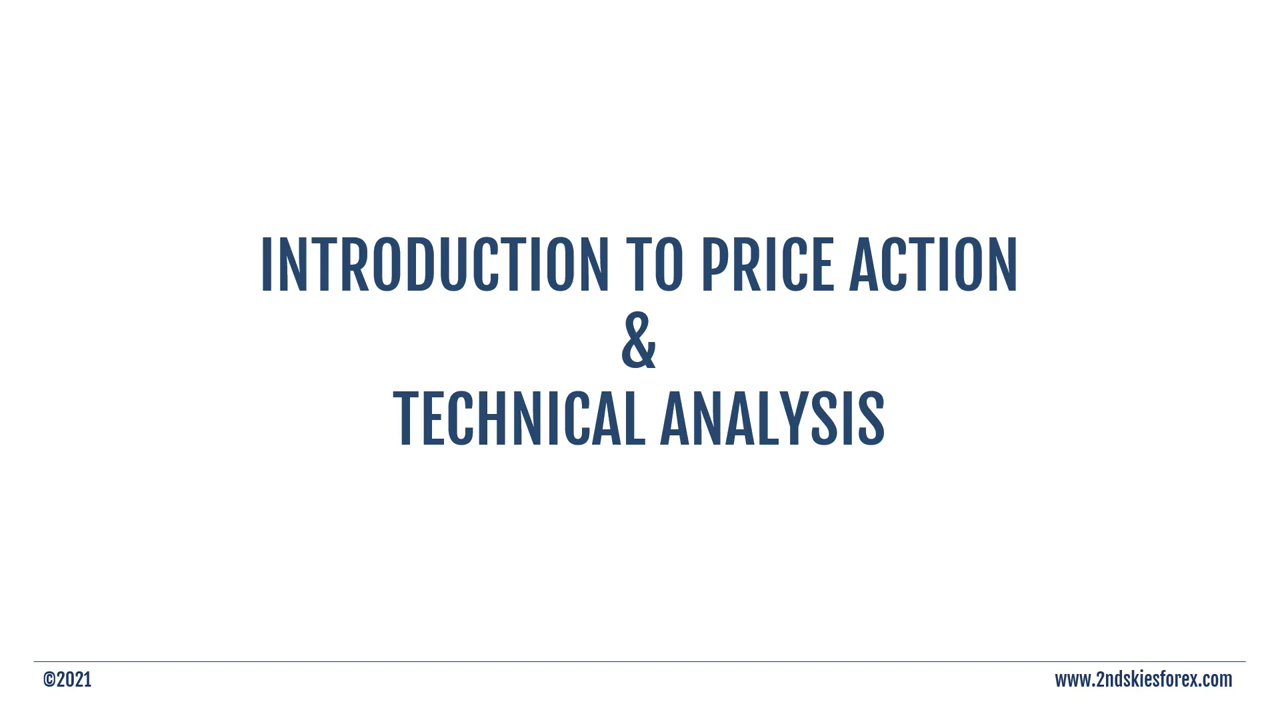 INTRODUCTION TO PRICE ACTION
&
TECHNICAL ANALYSIS
©2021
www.2ndskiesforex.com